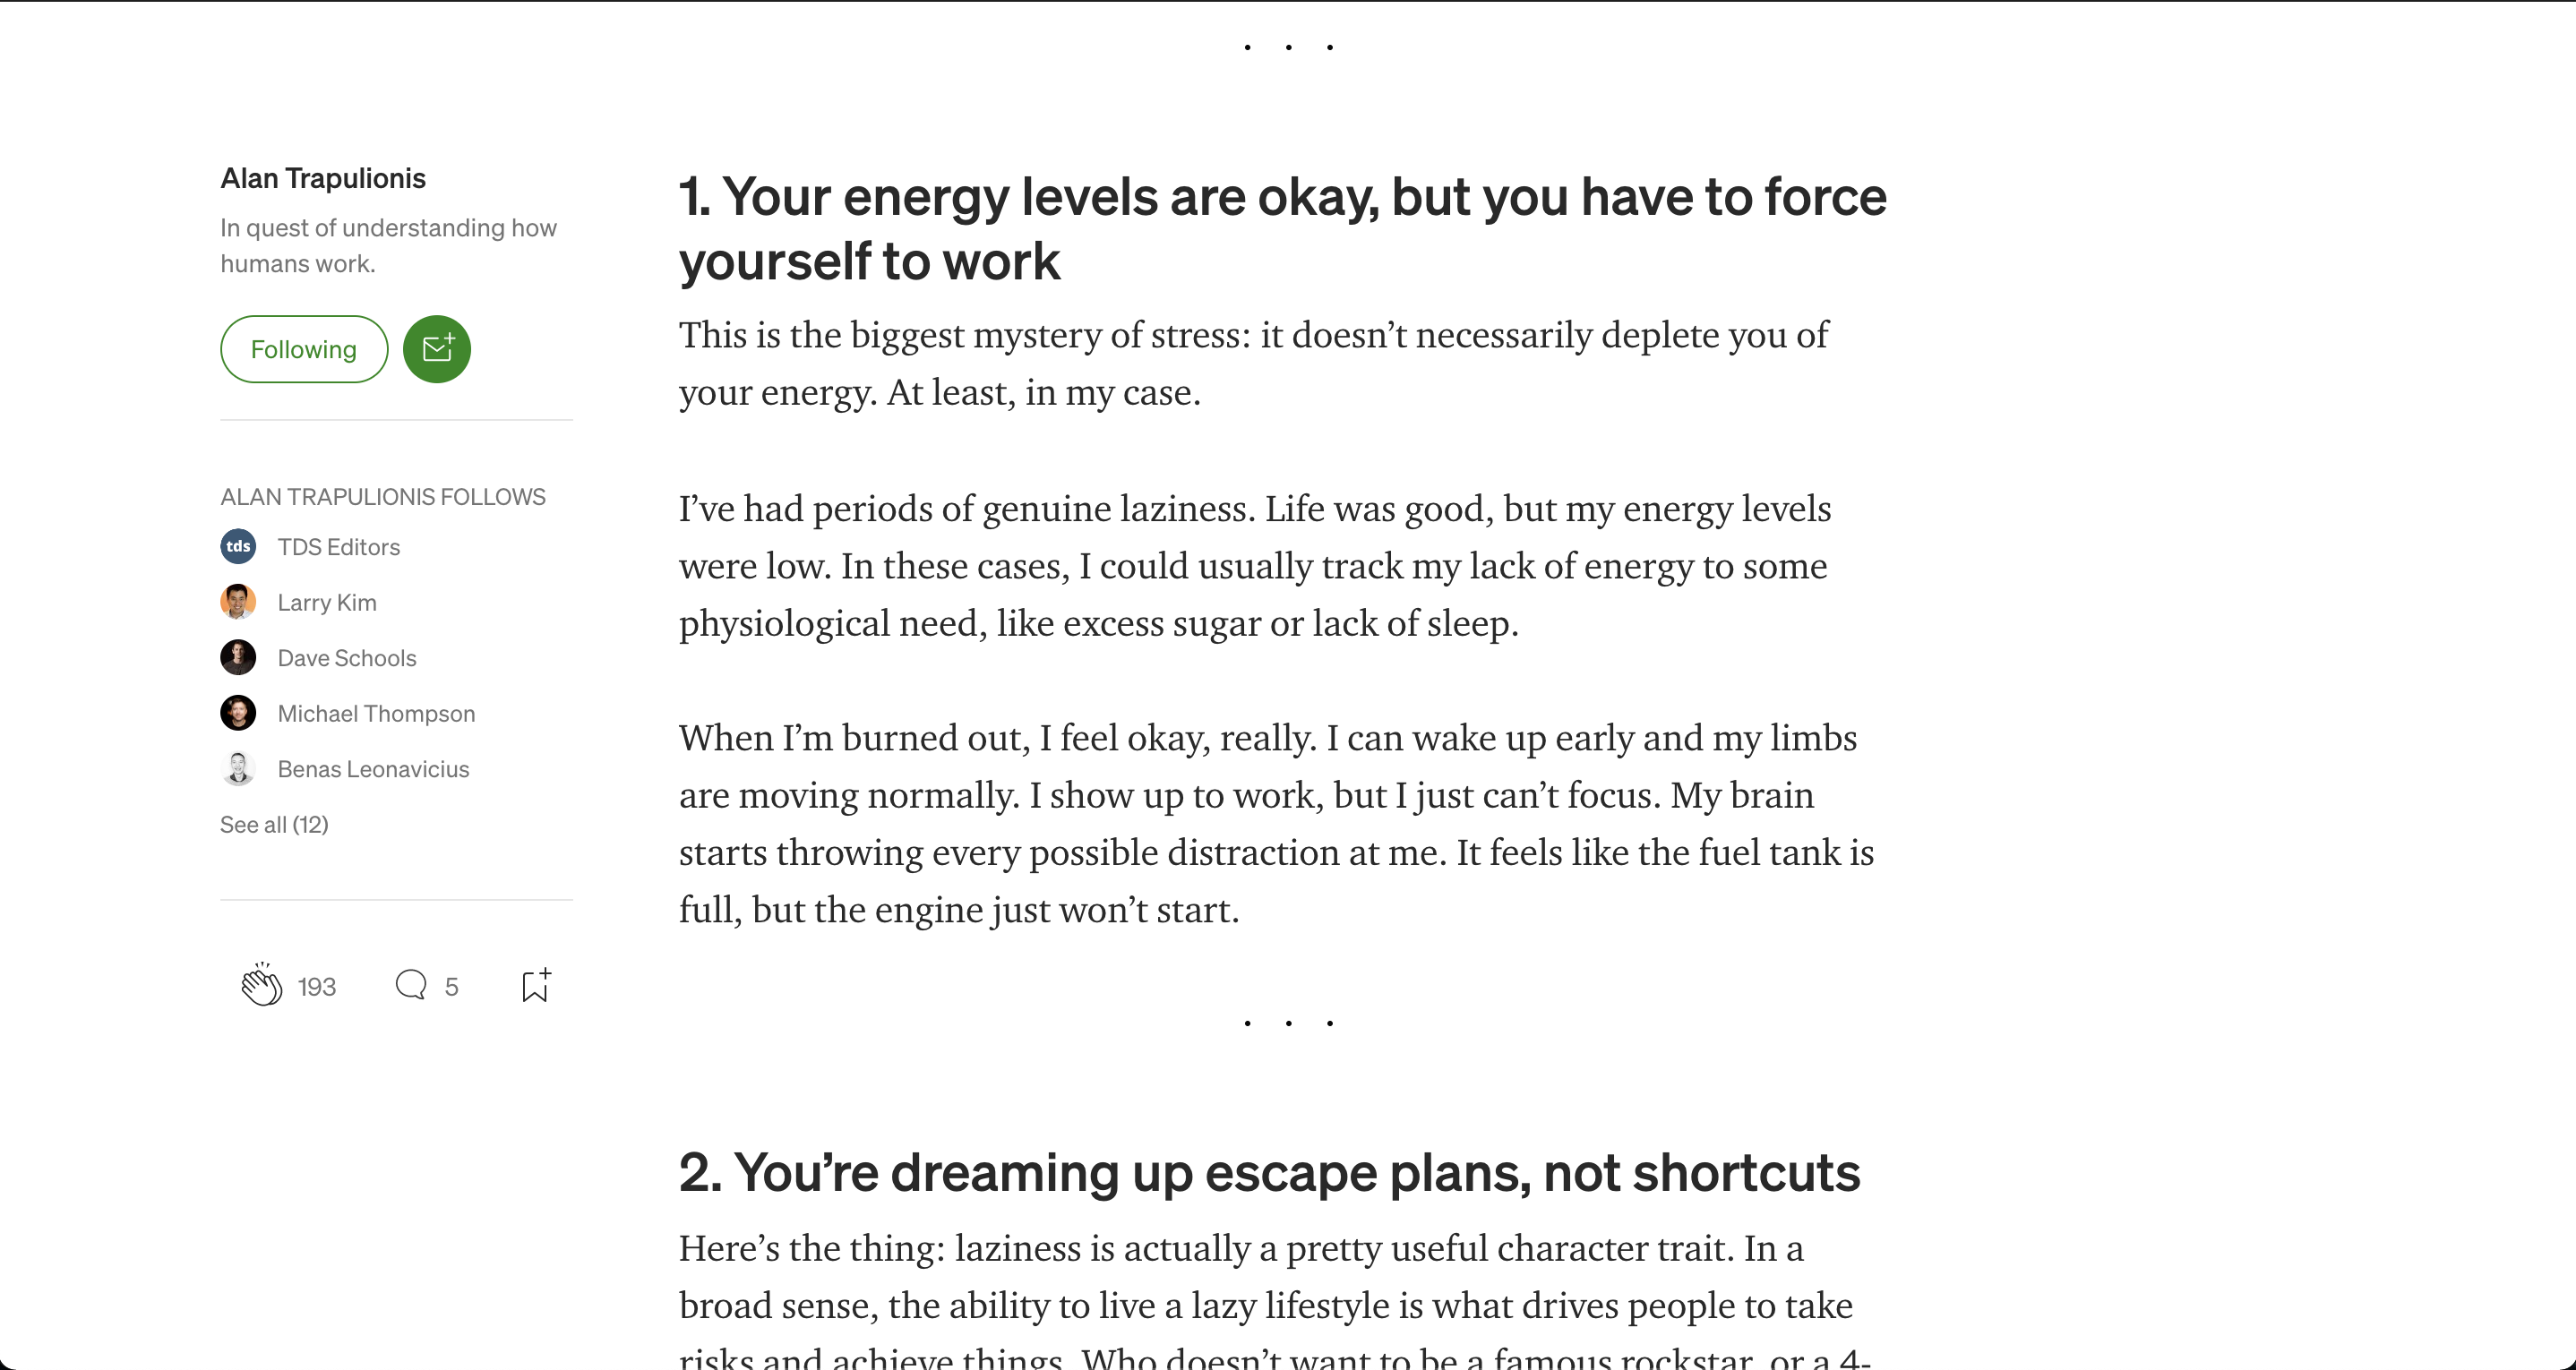 Alan Trapulionis
In quest of understanding how
humans work.
Following
ALAN TRAPULIONIS FOLLOWS
tds TDS Editors
Larry Kim
Dave Schools
Michael Thompson
Benas Leonavicius
See all (12)
193 5
1. Your energy levels are okay, but you have to force
yourself to work
This is the biggest mystery of stress: it doesn’t necessarily deplete you of
your energy. At least, in my case.
I’ve had periods of genuine laziness. Life was good, but my energy levels
were low. In these cases, I could usually track my lack of energy to some
physiological need, like excess sugar or lack of sleep.
When I’m burned out, I feel okay, really. I can wake up early and my limbs
are moving normally. I show up to work, but I just can’t focus. My brain
starts throwing every possible distraction at me. It feels like the fuel tank is
full, but the engine just won’t start.
2. You’re dreaming up escape plans, not shortcuts
Here’s the thing: laziness is actually a pretty useful character trait. In a
broad sense, the ability to live a lazy lifestyle is what drives people to take
risks and achieve things. Who doesn’t want to be a famous rockstar, or a 4-